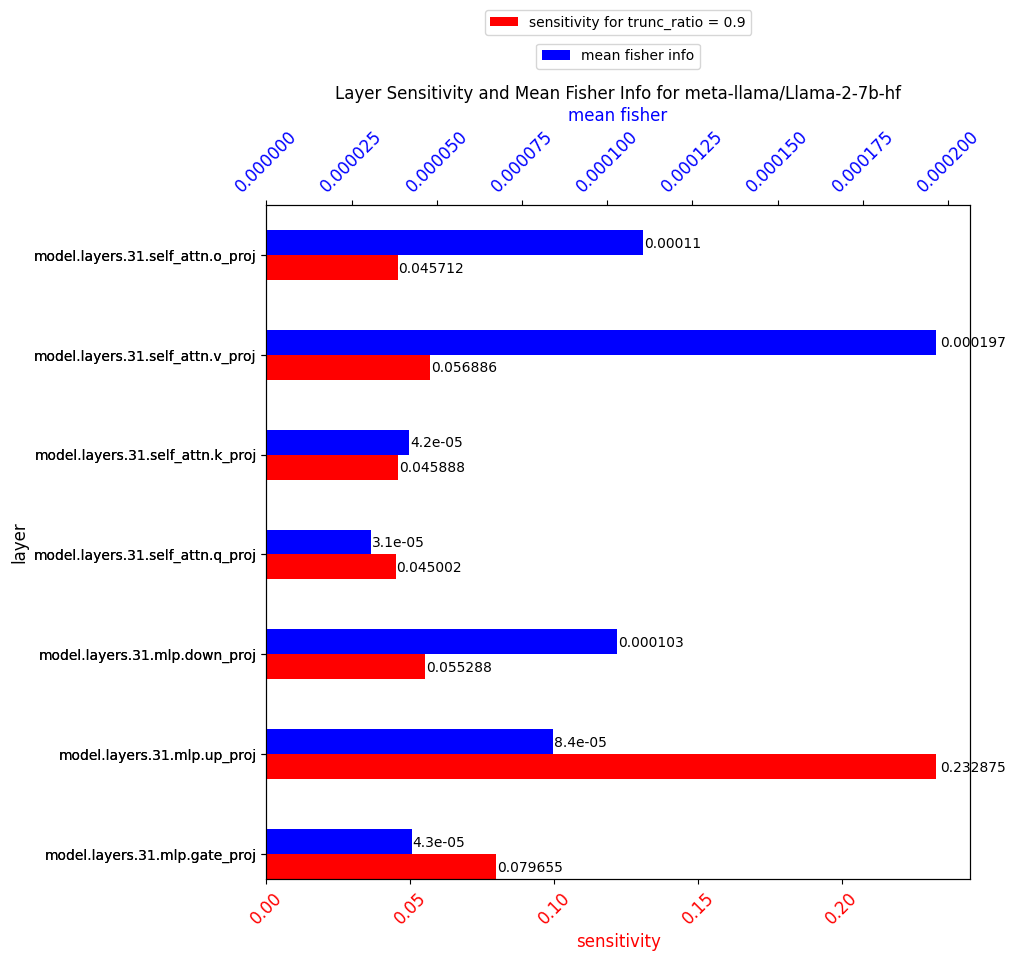 sensitivity for trunc_ratio = 0.9
mean fisher info
Layer Sensitivity and Mean Fisher Info for meta-llama/Llama-2-7b-hf
mean fisher
0.000000
0.000025
0.000050
0.000075
0.000100
0.000125
0.000150
0.000175
0.000200
layer
model.layers.31.self_attn.o_proj
0.00011
0.045712
model.layers.31.self_attn.v_proj
0.000197
0.056886
model.layers.31.self_attn.k_proj
4.2e-05
0.045888
model.layers.31.self_attn.q_proj
3.1e-05
0.045002
model.layers.31.mlp.down_proj
0.000103
0.055288
model.layers.31.mlp.up_proj
8.4e-05
0.232875
model.layers.31.mlp.gate_proj
4.3e-05
0.079655
0.00
0.05
0.10
0.15
0.20
sensitivity